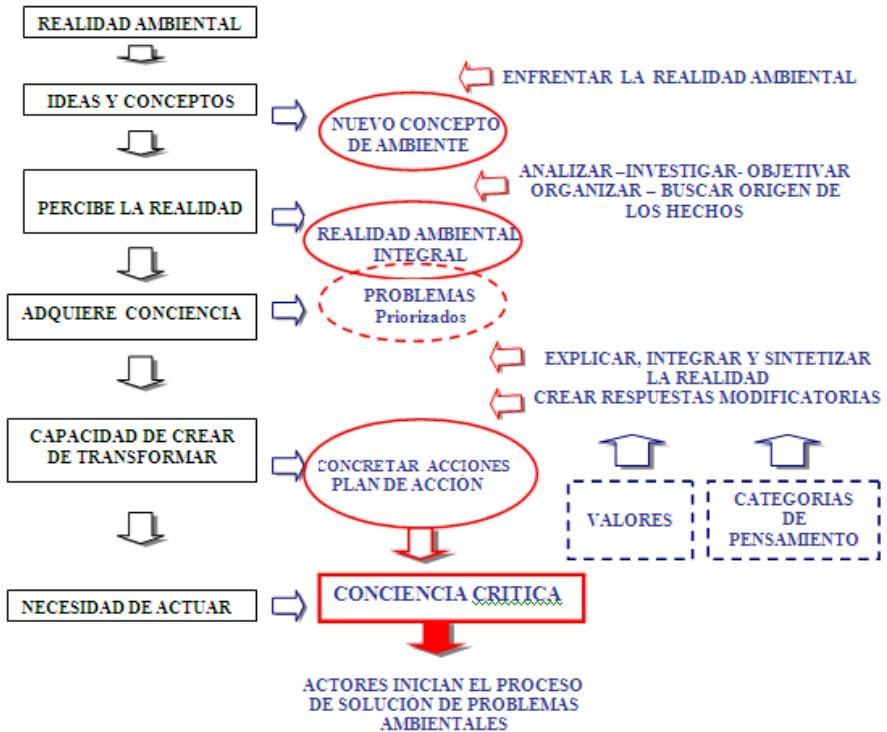 REALIDAD AMBIENTAL
ENFRENTAR LA REALIDAD AMBIENTAL
IDEAS Y CONCEPTOS
NUEVO CONCEPTO
DE AMBIENTE
ANALIZAR –INVESTIGAR- OBJETIVAR
ORGANIZAR – BUSCAR ORIGEN DE
LOS HECHOS
PERCIBE LA REALIDAD
REALIDAD AMBIENTAL
INTEGRAL
ADQUIERE CONCIENCIA
PROBLEMAS
Priorizados
EXPLICAR, INTEGRAR Y SINTETIZAR
LA REALIDAD
CREAR RESPUESTAS MODIFICATORIAS
CAPACIDAD DE CREAR
DE TRANSFORMAR
CONCRETAR ACCIONES
PLAN DE ACCIÓN
VALORES
CATEGORIAS
DE
PENSAMIENTO
NECESIDAD DE ACTUAR
CONCIENCIA CRITICA
ACTORES INICIAN EL PROCESO
DE SOLUCIÓN DE PROBLEMAS
AMBIENTALES